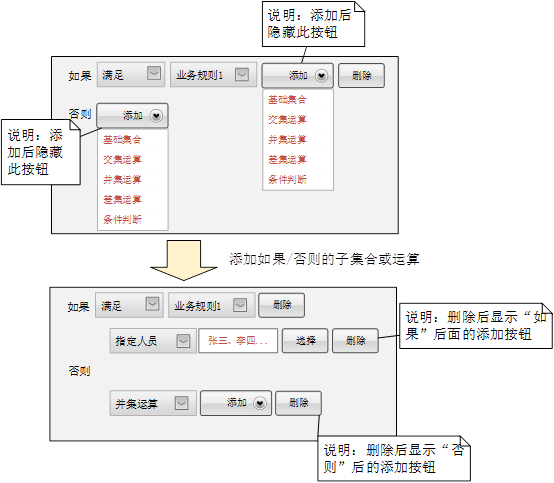 说明：添加后
隐藏此按钮
如果 满足 业务规则1 添加 删除
基础集合
交集运算
并集运算
差集运算
条件判断
否则 添加
说明：添
加后隐藏
此按钮
基础集合
交集运算
并集运算
差集运算
条件判断
添加如果/否则的子集合或运算
如果 满足 业务规则1 删除
指定人员 张三、李四... 选择 删除
说明：删除后显示“如
果”后面的添加按钮
否则
并集运算 添加 删除
说明：删除后显示“否
则”后的添加按钮